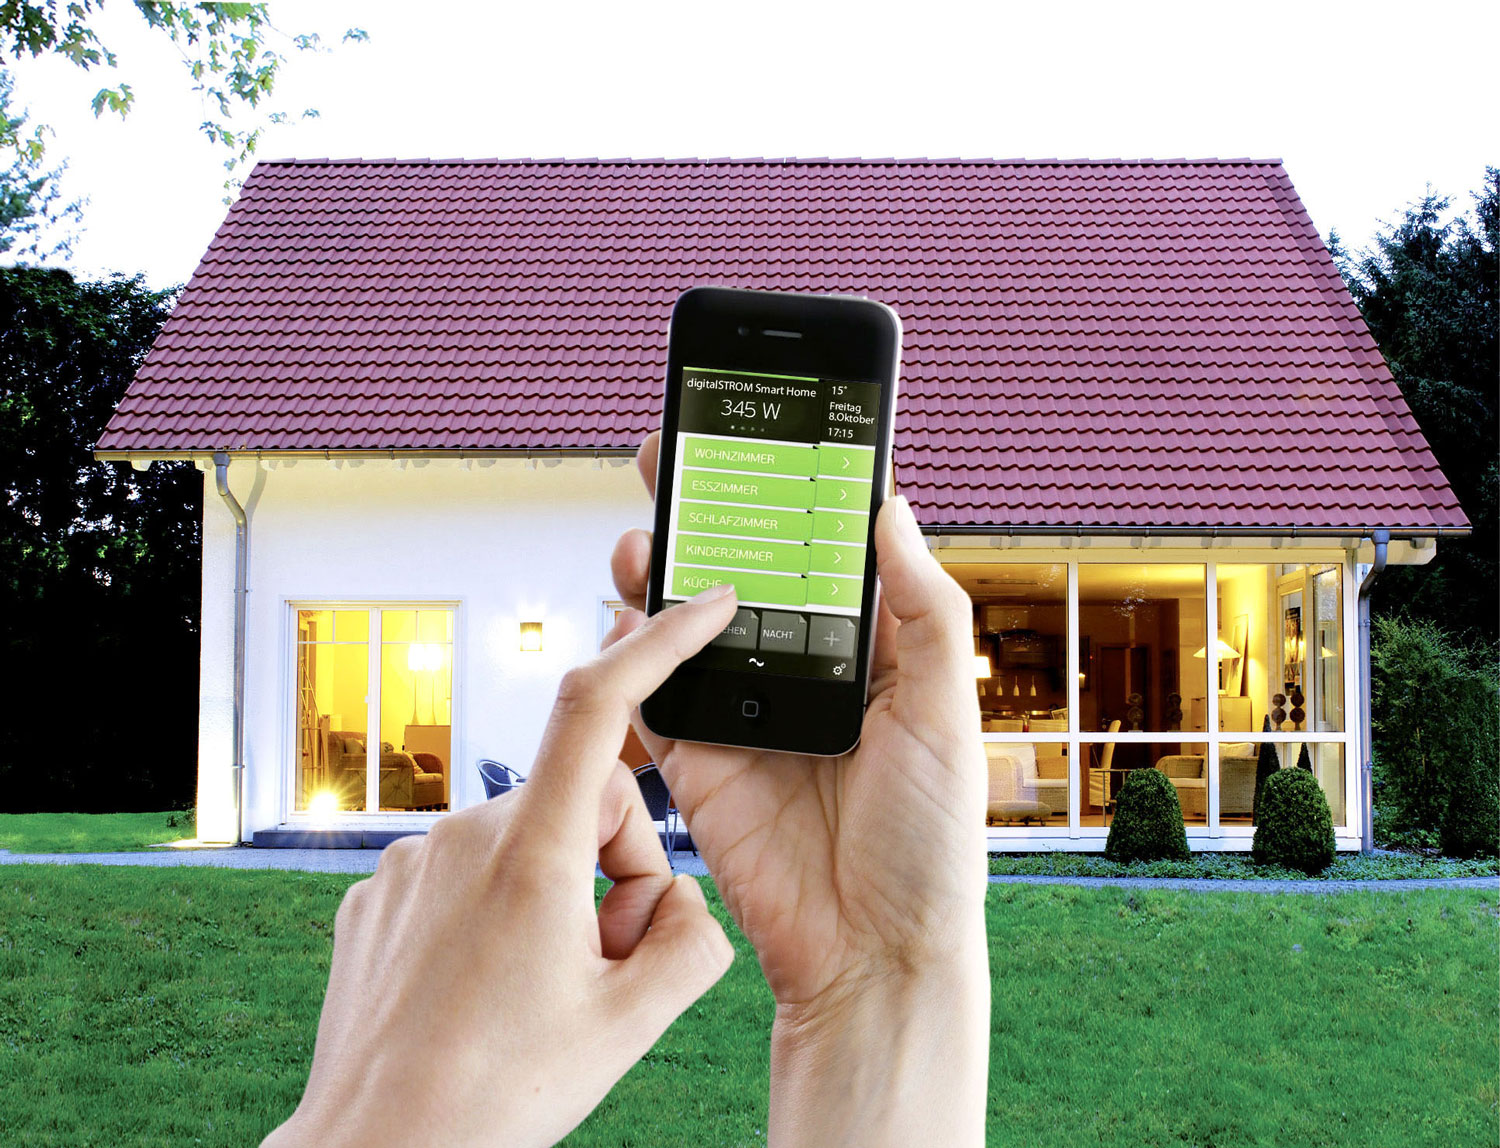 digitalSTROM Smart Home
345 W
15°
Freitag
8.Oktober
17:15
WOHNZIMMER
ESSZIMMER
SCHLAFZIMMER
KINDERZIMMER
KÜCHE
NACHT